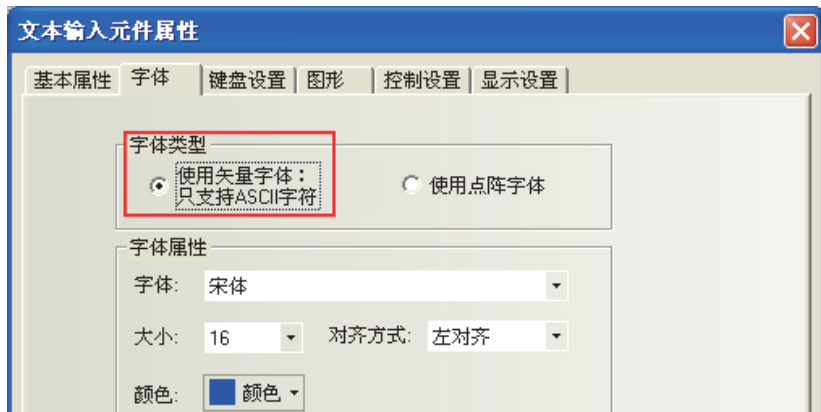 文本输入元件属性
基本属性 字体 键盘设置 图形 控制设置 显示设置
字体类型
使用矢量字体：
只支持ASCII字符
使用点阵字体
字体属性
字体: 宋体
大小: 16 对齐方式: 左对齐
颜色: 颜色